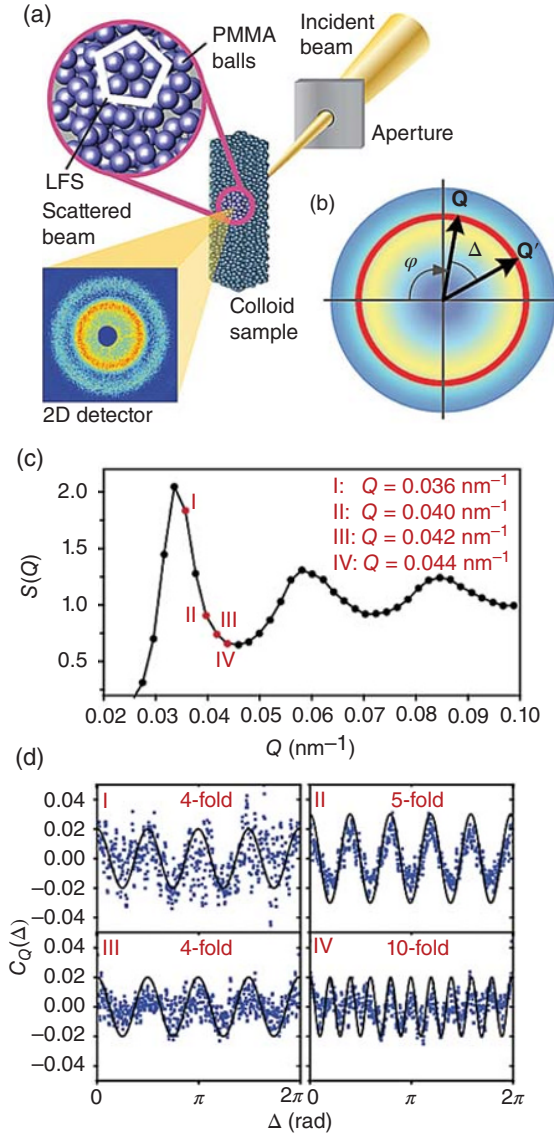 (a)
PMMA
balls
Incident
beam
Aperture
LFS
Scattered
beam
Colloid
sample
2D detector
(b)
Q
Q′
Δ
φ
(c)
S(Q)
2.0
1.5
1.0
0.5
I
II
III
IV
I: Q = 0.036 nm⁻¹
II: Q = 0.040 nm⁻¹
III: Q = 0.042 nm⁻¹
IV: Q = 0.044 nm⁻¹
0.02 0.03 0.04 0.05 0.06 0.07 0.08 0.09 0.10
Q (nm⁻¹)
(d)
C_Q(Δ)
0.04
0.02
0.00
−0.02
−0.04
I 4-fold
II 5-fold
0.04
0.02
0.00
−0.02
−0.04
III 4-fold
IV 10-fold
0 π 2π 0 π 2π
Δ (rad)